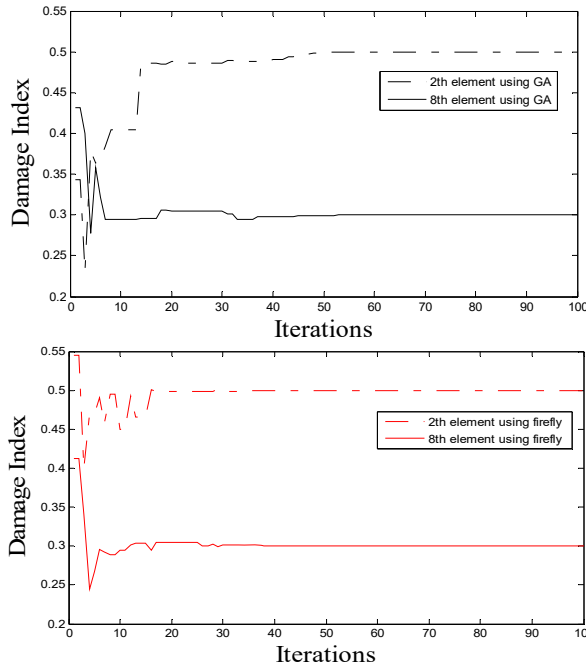 0.55
0.5
0.45
0.4
0.35
0.3
0.25
0.2
Damage Index
2th element using GA
8th element using GA
0 10 20 30 40 50 60 70 80 90 100
Iterations
0.55
0.5
0.45
0.4
0.35
0.3
0.25
0.2
Damage Index
2th element using firefly
8th element using firefly
0 10 20 30 40 50 60 70 80 90 100
Iterations